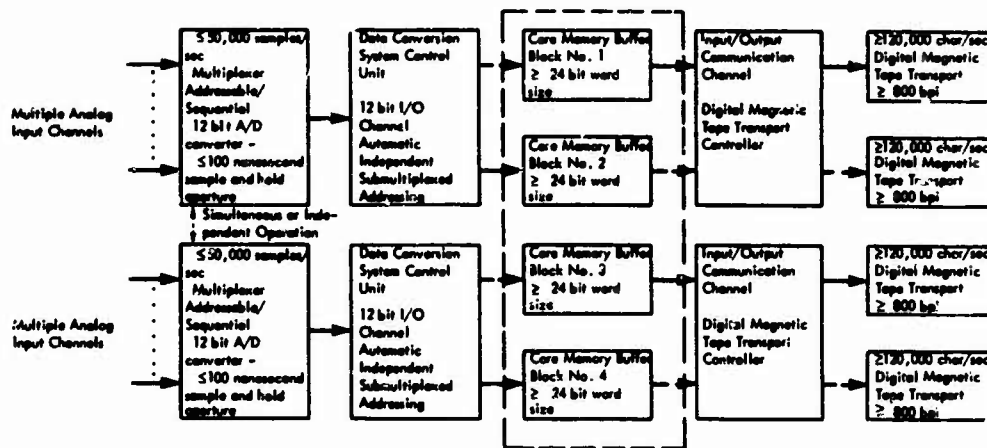 ≤50,000 samples/
sec
Multiplexer
Addressable/
Sequential
12 bit A/D
converter -
≤100 nanosecond
sample and hold
aperture
Data Conversion
System Control
Unit
12 bit I/O
Channel
Automatic
Independent
Submultiplexed
Addressing
Core Memory Buffer
Block No. 1
≥ 24 bit word
size
Core Memory Buffer
Block No. 2
≥ 24 bit word
size
Input/Output
Communication
Channel
Digital Magnetic
Tape Transport
Controller
≥120,000 char/sec
Digital Magnetic
Tape Transport
≥ 800 bpi
≥120,000 char/sec
Digital Magnetic
Tape Transport
≥ 800 bpi
Multiple Analog
Input Channels
Simultaneous or Inde-
pendent Operation
≤50,000 samples/
sec
Multiplexer
Addressable/
Sequential
12 bit A/D
converter -
≤100 nanosecond
sample and hold
aperture
Data Conversion
System Control
Unit
12 bit I/O
Channel
Automatic
Independent
Submultiplexed
Addressing
Core Memory Buffer
Block No. 3
≥ 24 bit word
size
Core Memory Buffer
Block No. 4
≥ 24 bit word
size
Input/Output
Communication
Channel
Digital Magnetic
Tape Transport
Controller
≥120,000 char/sec
Digital Magnetic
Tape Transport
≥ 800 bpi
≥120,000 char/sec
Digital Magnetic
Tape Transport
≥ 800 bpi
Multiple Analog
Input Channels